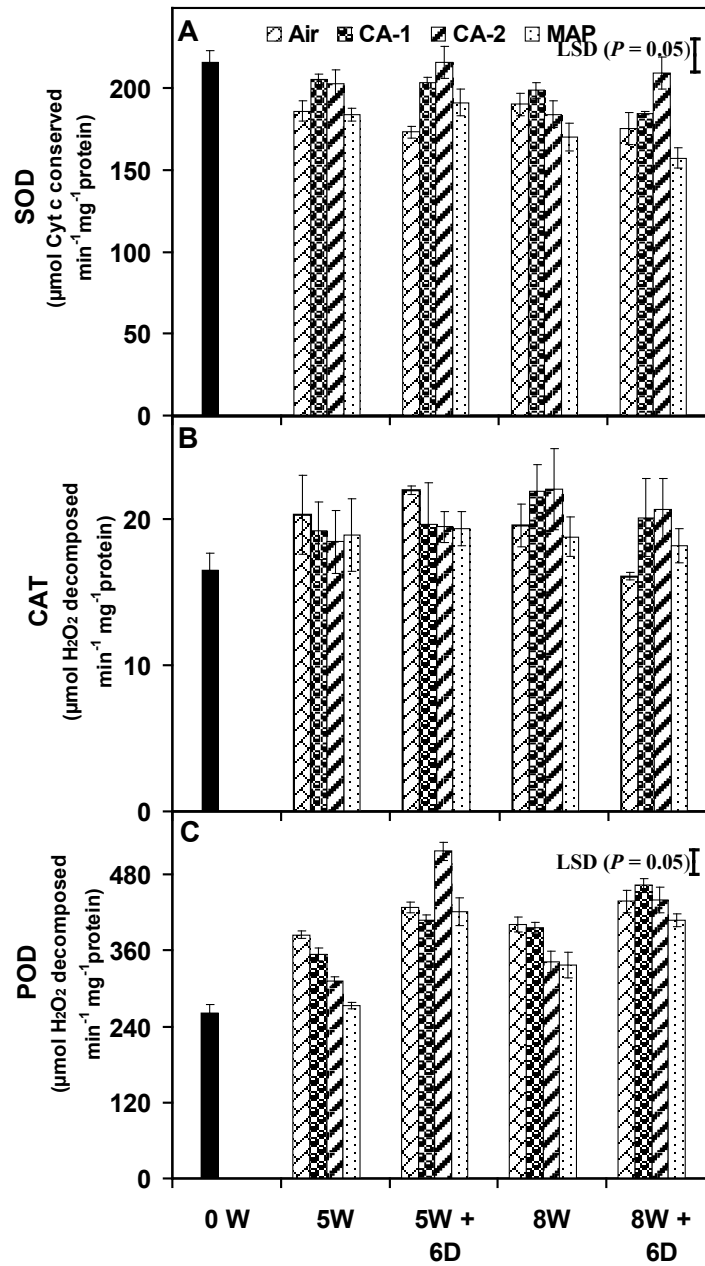 A
Air CA-1 CA-2 MAP
LSD (P = 0.05)
200
150
100
50
0
SOD
(µmol Cyt c conserved
min⁻¹mg⁻¹protein)
B
20
10
0
CAT
(µmol H₂O₂ decomposed
min⁻¹ mg⁻¹protein)
C
LSD (P = 0.05)
480
360
240
120
0
POD
(µmol H₂O₂ decomposed
min⁻¹ mg⁻¹protein)
0 W 5W 5W + 8W 8W +
6D 6D